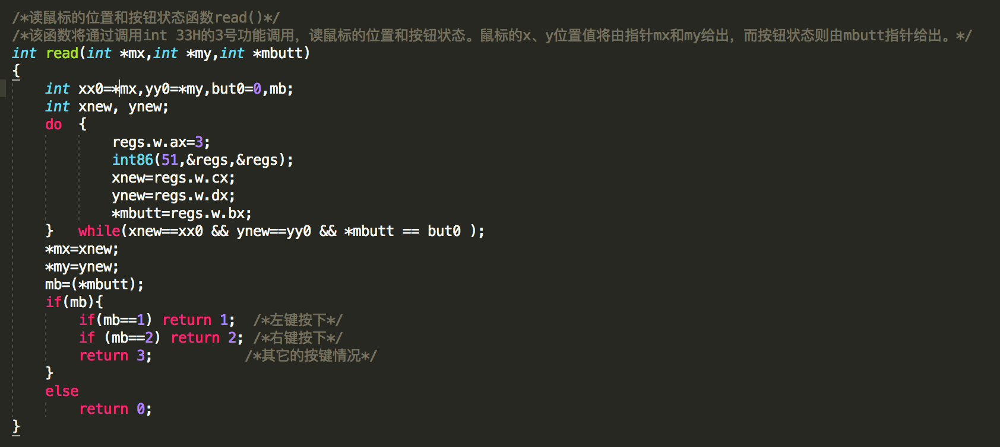 /*读鼠标的位置和按钮状态函数read()*/
/*该函数将通过调用int 33H的3号功能调用，读鼠标的位置和按钮状态。鼠标的x、y位置值将由指针mx和my给出，而按钮状态则由mbutt指针给出。*/
int read(int *mx,int *my,int *mbutt)
{
    int xx0=*mx,yy0=*my,but0=0,mb;
    int xnew, ynew;
    do  {
            regs.w.ax=3;
            int86(51,&regs,&regs);
            xnew=regs.w.cx;
            ynew=regs.w.dx;
            *mbutt=regs.w.bx;
    }   while(xnew==xx0 && ynew==yy0 && *mbutt == but0 );
    *mx=xnew;
    *my=ynew;
    mb=(*mbutt);
    if(mb){
        if(mb==1) return 1;  /*左键按下*/
        if (mb==2) return 2; /*右键按下*/
        return 3;           /*其它的按键情况*/
    }
    else
        return 0;
}